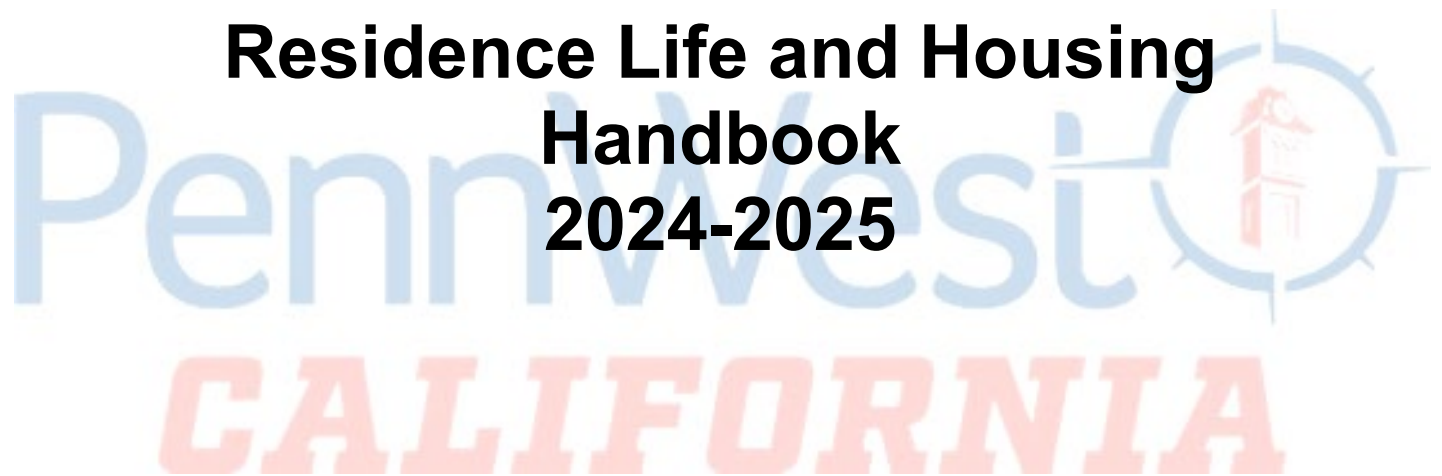 Residence Life and Housing
Handbook
2024-2025
PennWest
CALIFORNIA